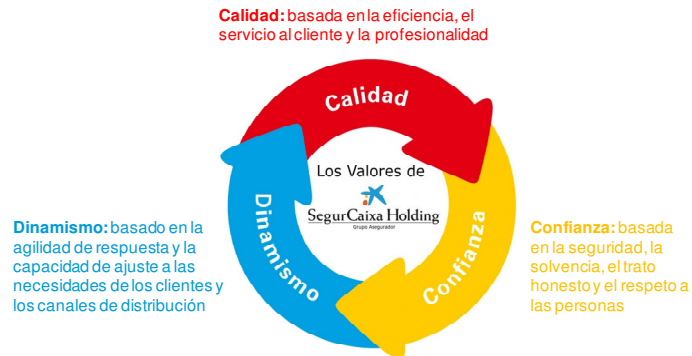 Calidad: basada en la eficiencia, el
servicio al cliente y la profesionalidad
Calidad
Los Valores de
SegurCaixa Holding
Grupo Asegurador
Dinamismo
Confianza
Dinamismo: basado en la
agilidad de respuesta y la
capacidad de ajuste a las
necesidades de los clientes y
los canales de distribución
Confianza: basada
en la seguridad, la
solvencia, el trato
honesto y el respeto a
las personas